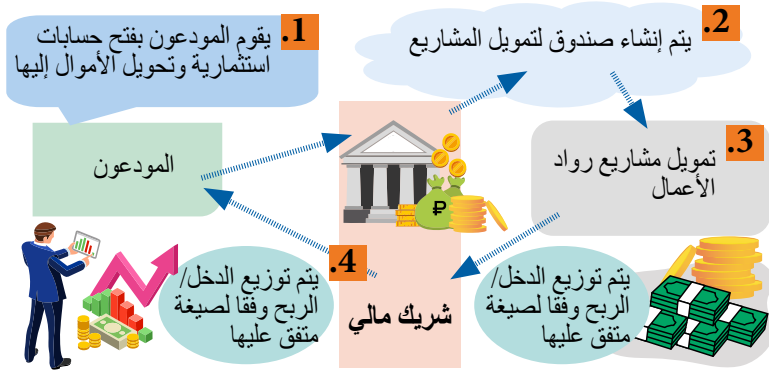 1. يقوم المودعون بفتح حسابات
استثمارية وتحويل الأموال إليها
2. يتم إنشاء صندوق لتمويل المشاريع
3. تمويل مشاريع رواد
الأعمال
المودعون
₽
4. يتم توزيع الدخل/
الربح وفقا لصيغة
متفق عليها
شريك مالي
يتم توزيع الدخل/
الربح وفقا لصيغة
متفق عليها